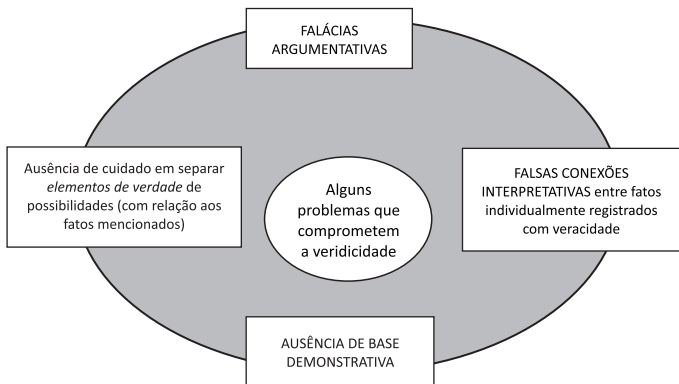 FALÁCIAS
ARGUMENTATIVAS
Ausência de cuidado em separar
elementos de verdade de
possibilidades (com relação aos
fatos mencionados)
Alguns
problemas que
comprometem
a veridicidade
FALSAS CONEXÕES
INTERPRETATIVAS entre fatos
individualmente registrados
com veracidade
AUSÊNCIA DE BASE
DEMONSTRATIVA